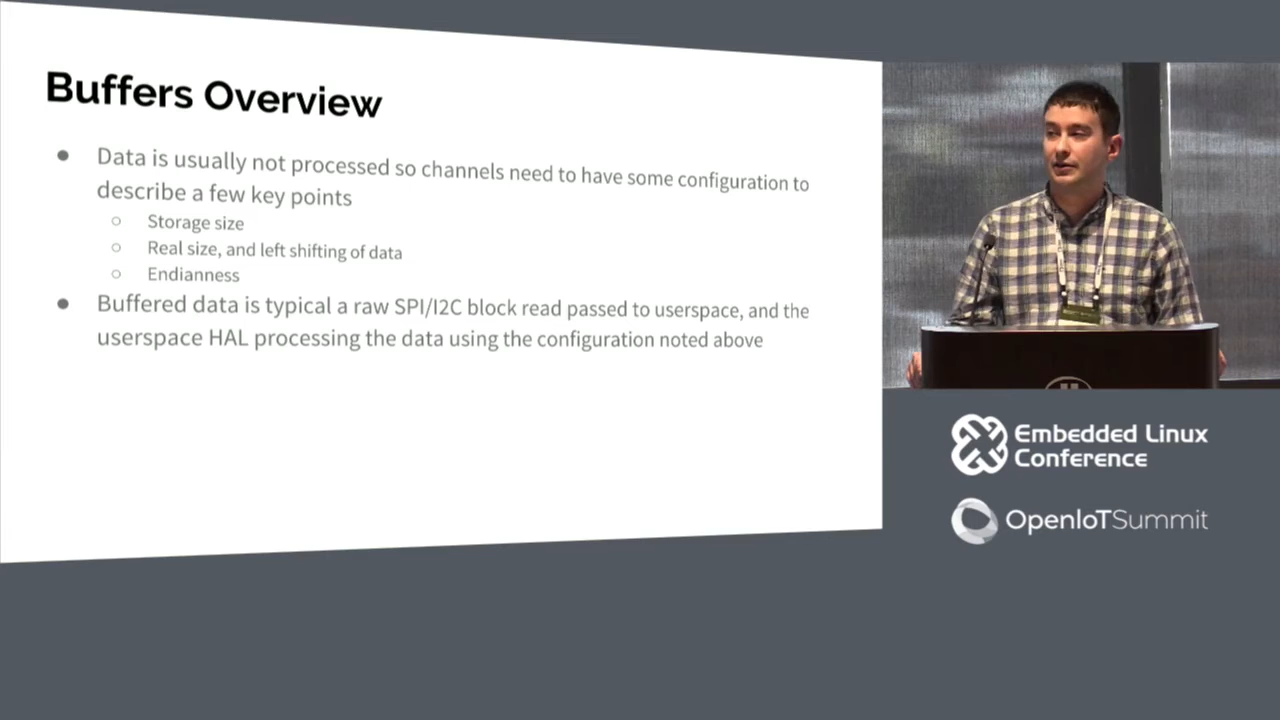 Buffers Overview
● Data is usually not processed so channels need to have some configuration to
describe a few key points
○ Storage size
○ Real size, and left shifting of data
○ Endianness
● Buffered data is typical a raw SPI/I2C block read passed to userspace, and the
userspace HAL processing the data using the configuration noted above
Embedded Linux
Conference
OpenIoTSummit